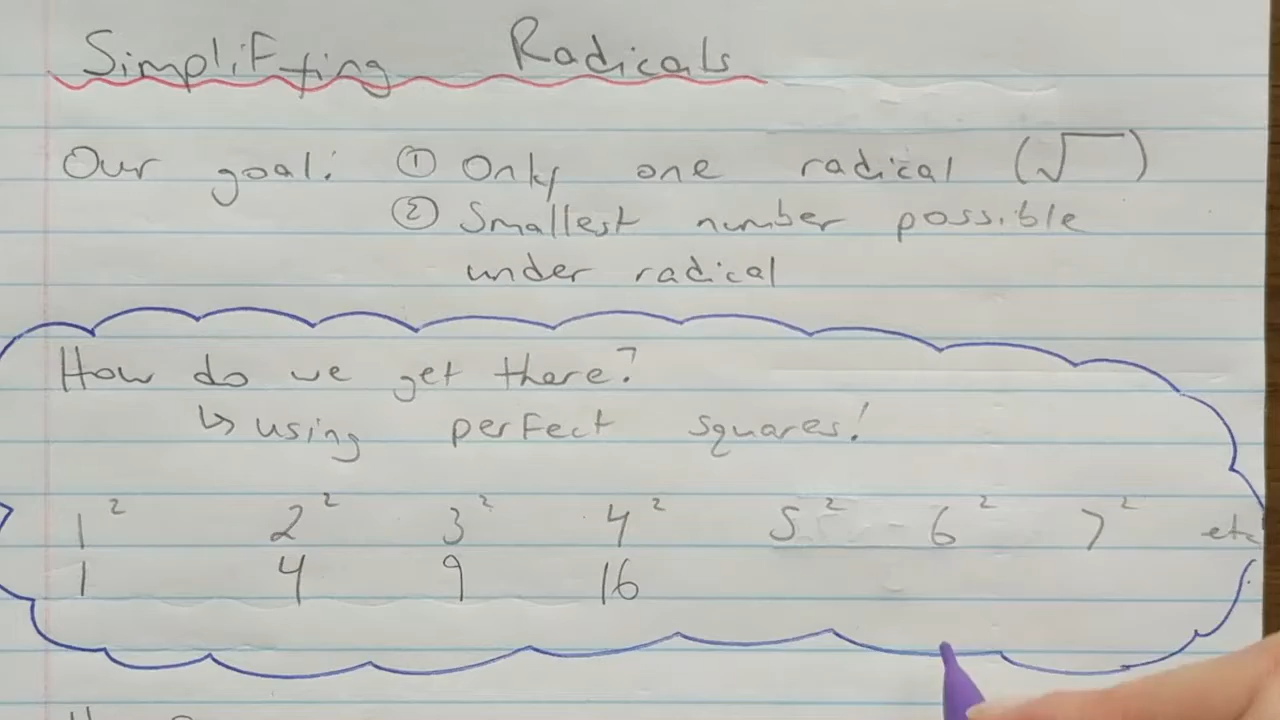 Simplifying Radicals
Our goal: ① Only one radical (√ )
② Smallest number possible
under radical
How do we get there?
↳ using perfect squares!
1² 2² 3² 4² 5² 6² 7² etc
1 4 9 16